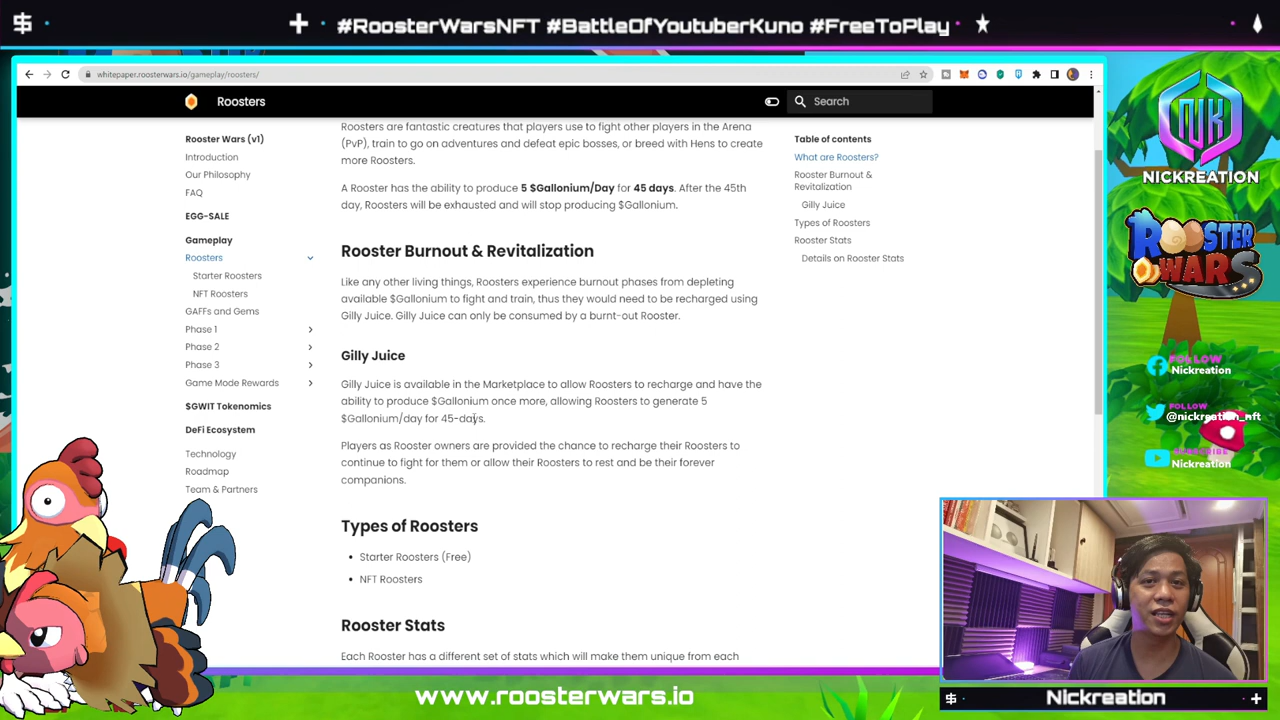 #RoosterWarsNFT #BattleOfYoutuberKuno #FreeToPlay
whitepaper.roosterwars.io/gameplay/roosters/
Roosters
Search
Rooster Wars (v1)
Introduction
Our Philosophy
FAQ
EGG-SALE
Gameplay
Roosters
Starter Roosters
NFT Roosters
GAFFs and Gems
Phase 1
Phase 2
Phase 3
Game Mode Rewards
$GWIT Tokenomics
DeFi Ecosystem
Technology
Roadmap
Team & Partners
Roosters are fantastic creatures that players use to fight other players in the Arena
(PvP), train to go on adventures and defeat epic bosses, or breed with Hens to create
more Roosters.
A Rooster has the ability to produce 5 $Gallonium/Day for 45 days. After the 45th
day, Roosters will be exhausted and will stop producing $Gallonium.
Rooster Burnout & Revitalization
Like any other living things, Roosters experience burnout phases from depleting
available $Gallonium to fight and train, thus they would need to be recharged using
Gilly Juice. Gilly Juice can only be consumed by a burnt-out Rooster.
Gilly Juice
Gilly Juice is available in the Marketplace to allow Roosters to recharge and have the
ability to produce $Gallonium once more, allowing Roosters to generate 5
$Gallonium/day for 45-days.
Players as Rooster owners are provided the chance to recharge their Roosters to
continue to fight for them or allow their Roosters to rest and be their forever
companions.
Types of Roosters
• Starter Roosters (Free)
• NFT Roosters
Rooster Stats
Each Rooster has a different set of stats which will make them unique from each
Table of contents
What are Roosters?
Rooster Burnout &
Revitalization
Gilly Juice
Types of Roosters
Rooster Stats
Details on Rooster Stats
NICKREATION
ROOSTER
WARS
FOLLOW
Nickreation
FOLLOW
@nickreation_nft
SUBSCRIBE
Nickreation
www.roosterwars.io
Nickreation